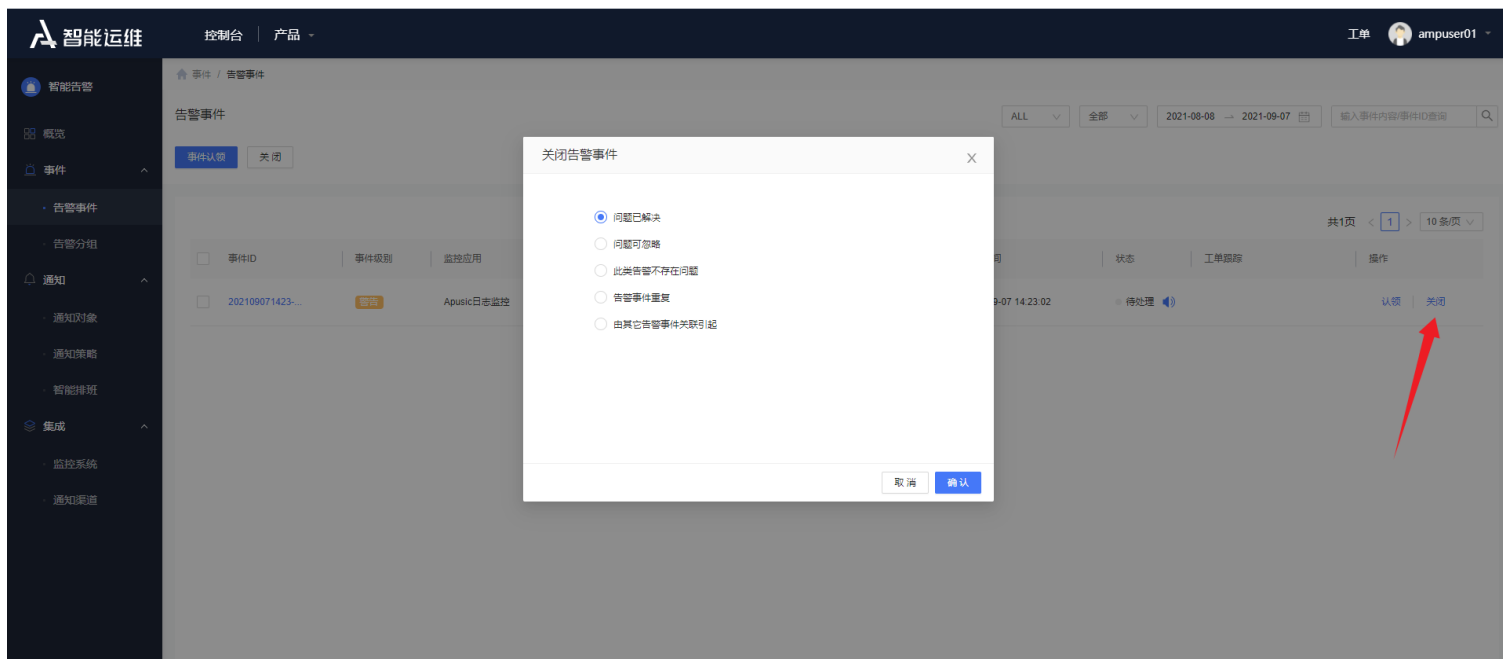 智能运维 控制台 产品 工单 ampuser01
智能告警
概览
事件
告警事件
告警分组
通知
通知对象
通知策略
智能排班
集成
监控系统
通知渠道
事件 / 告警事件
告警事件 ALL 全部 2021-08-08 → 2021-09-07 输入事件内容/事件ID查询
事件认领 关闭
共1页 < 1 > 10 条/页
事件ID 事件级别 监控应用 状态 工单跟踪 操作
202109071423-... 警告 Apusic日志监控 9-07 14:23:02 待处理 认领 关闭
关闭告警事件 X
问题已解决
问题可忽略
此类告警不存在问题
告警事件重复
由其它告警事件关联引起
取消 确认